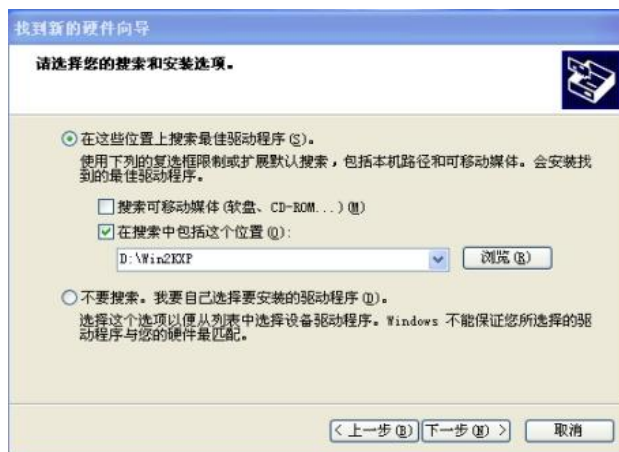 找到新的硬件向导
请选择您的搜索和安装选项。
在这些位置上搜索最佳驱动程序(S)。
使用下列的复选框限制或扩展默认搜索，包括本机路径和可移动媒体。会安装找
到的最佳驱动程序。
搜索可移动媒体(软盘、CD-ROM...)(M)
在搜索中包括这个位置(O):
D:\Win2KXP
浏览(R)
不要搜索。我要自己选择要安装的驱动程序(D)。
选择这个选项以便从列表中选择设备驱动程序。Windows 不能保证您所选择的驱
动程序与您的硬件最匹配。
< 上一步(B) 下一步(N) > 取消